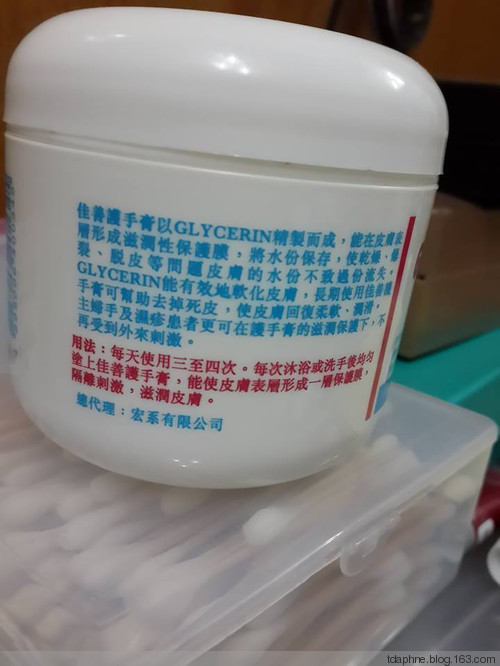 佳善護手膏以GLYCERIN精製而成，能在皮膚表
層形成滋潤性保護膜，將水份保存，使乾燥、爆
裂、脫皮等問題皮膚的水份不致過份流失。
GLYCERIN能有效地軟化皮膚，長期使用佳善護
手膏可幫助去掉死皮，使皮膚回復柔軟、潤滑。
主婦手及濕疹患者更可在護手膏的滋潤保護下，不
再受到外來刺激。
用法：每天使用三至四次。每次沐浴或洗手後均勻
塗上佳善護手膏，能使皮膚表層形成一層保護膜，
隔離刺激，滋潤皮膚。
總代理：宏系有限公司
tdaphne.blog.163.com